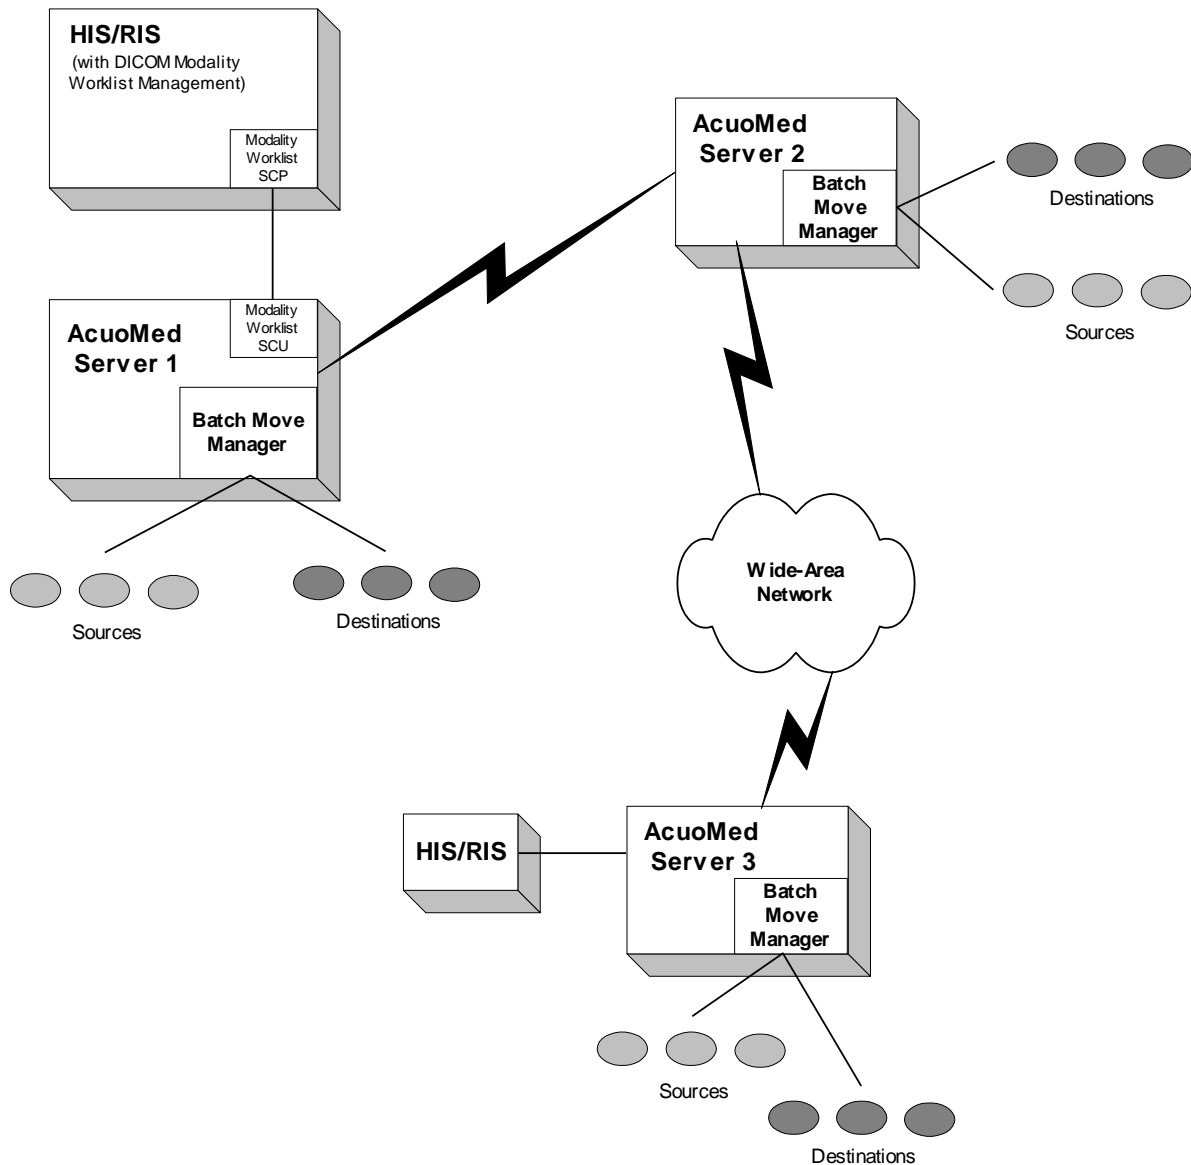 HIS/RIS
(with DICOM Modality
Worklist Management)
Modality
Worklist
SCP
AcuoMed
Server 2
Batch
Move
Manager
Destinations
Sources
Modality
Worklist
SCU
AcuoMed
Server 1
Batch Move
Manager
Sources
Destinations
Wide-Area
Network
HIS/RIS
AcuoMed
Server 3
Batch
Move
Manager
Sources
Destinations